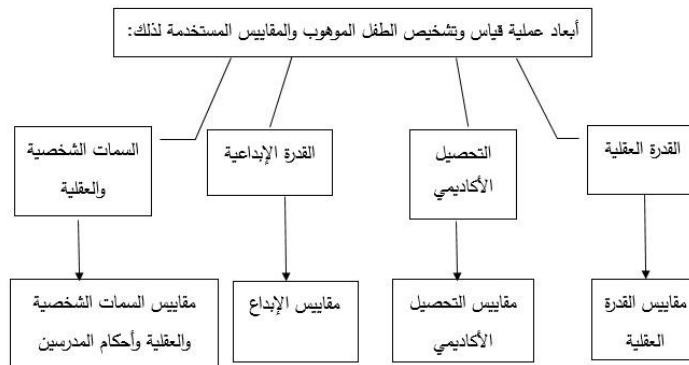 أبعاد عملية قياس وتشخيص الطفل الموهوب والمقاييس المستخدمة لذلك:
القدرة العقلية
التحصيل
الأكاديمي
القدرة الإبداعية
السمات الشخصية
والعقلية
مقاييس القدرة
العقلية
مقاييس التحصيل
الأكاديمي
مقاييس الإبداع
مقاييس السمات الشخصية
والعقلية وأحكام المدرسين